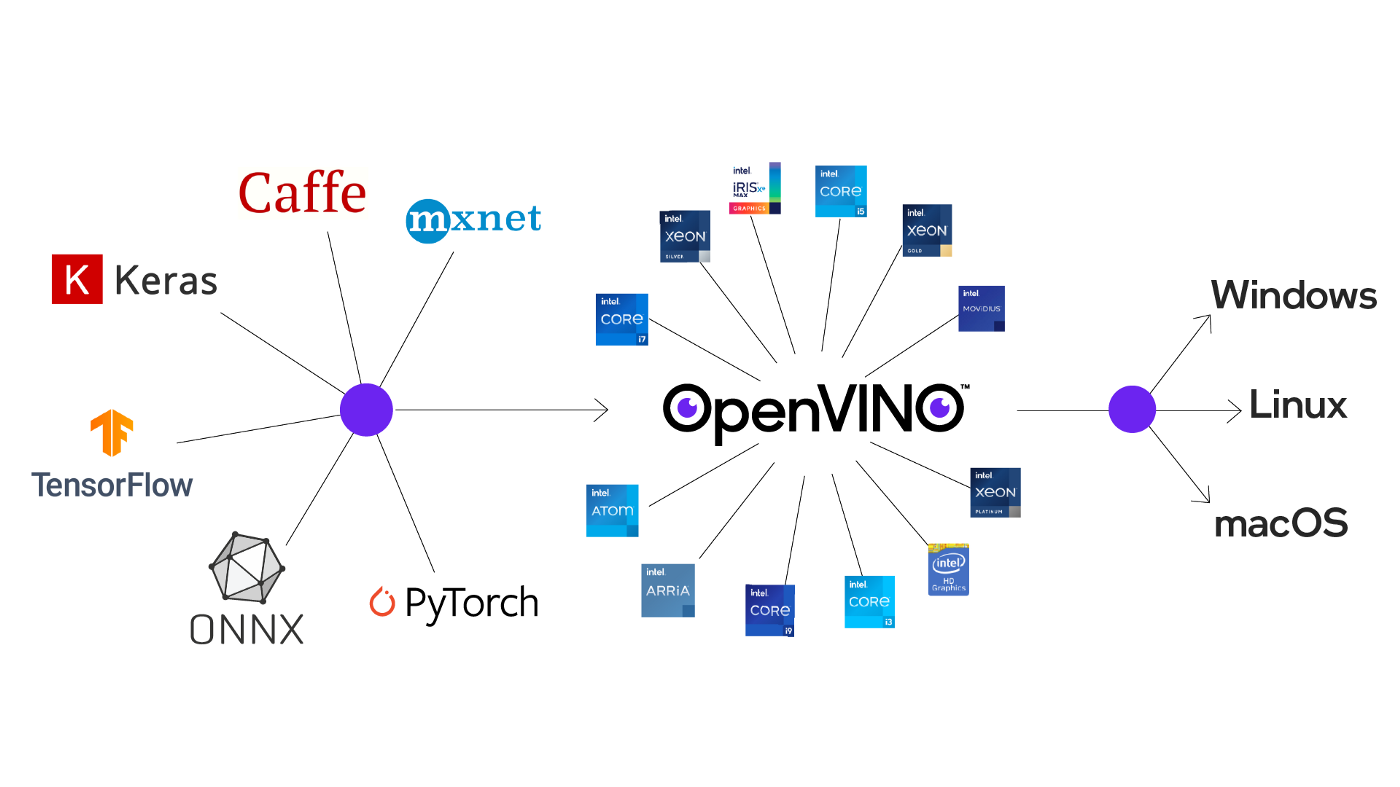 Caffe
mxnet
K Keras
TensorFlow
ONNX
PyTorch
intel.
iRIS Xe
MAX
GRAPHICS
intel.
CORE
i5
intel.
XEON
SILVER
intel.
XEON
GOLD
intel.
CORE
i7
intel.
MOVIDIUS
OpenVINO™
intel.
ATOM
intel.
XEON
PLATINUM
intel.
ARRIA
intel.
CORE
i9
intel.
CORE
i3
intel
HD
Graphics
Windows
Linux
macOS